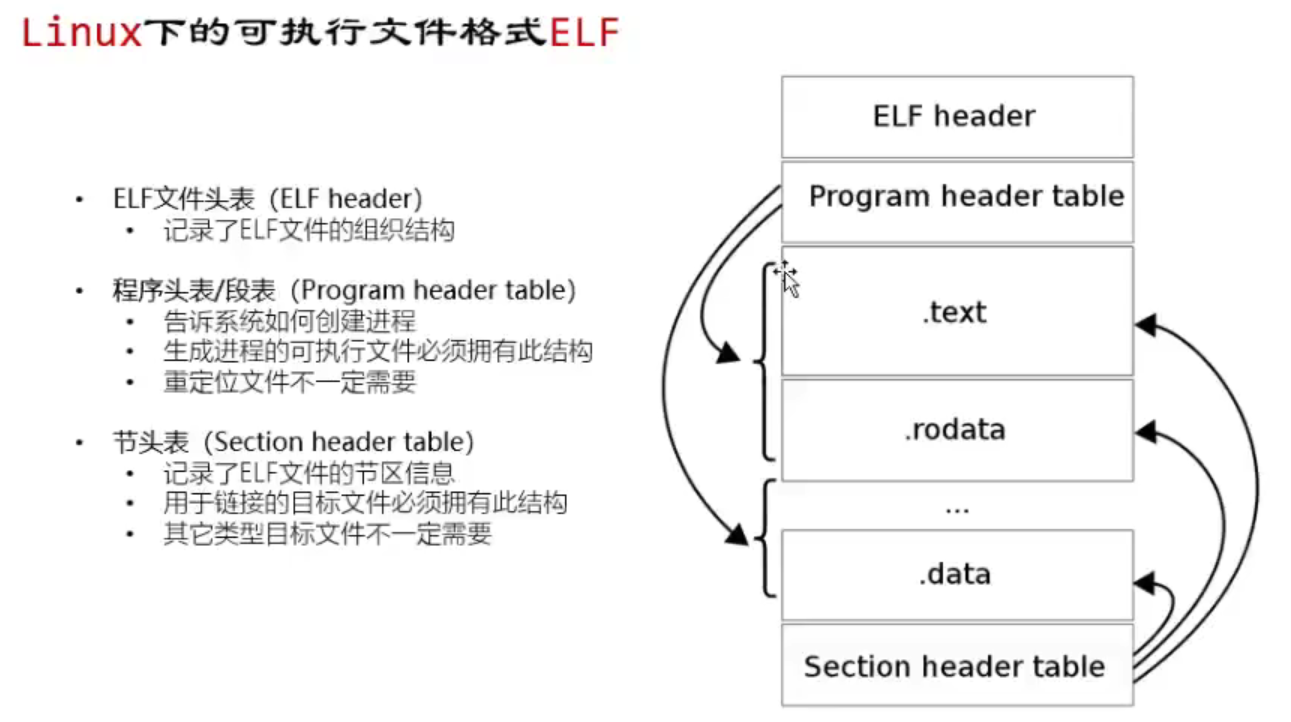 Linux下的可执行文件格式ELF
ELF文件头表（ELF header）
记录了ELF文件的组织结构
程序头表/段表（Program header table）
告诉系统如何创建进程
生成进程的可执行文件必须拥有此结构
重定位文件不一定需要
节头表（Section header table）
记录了ELF文件的节区信息
用于链接的目标文件必须拥有此结构
其它类型目标文件不一定需要
ELF header
Program header table
.text
.rodata
...
.data
Section header table